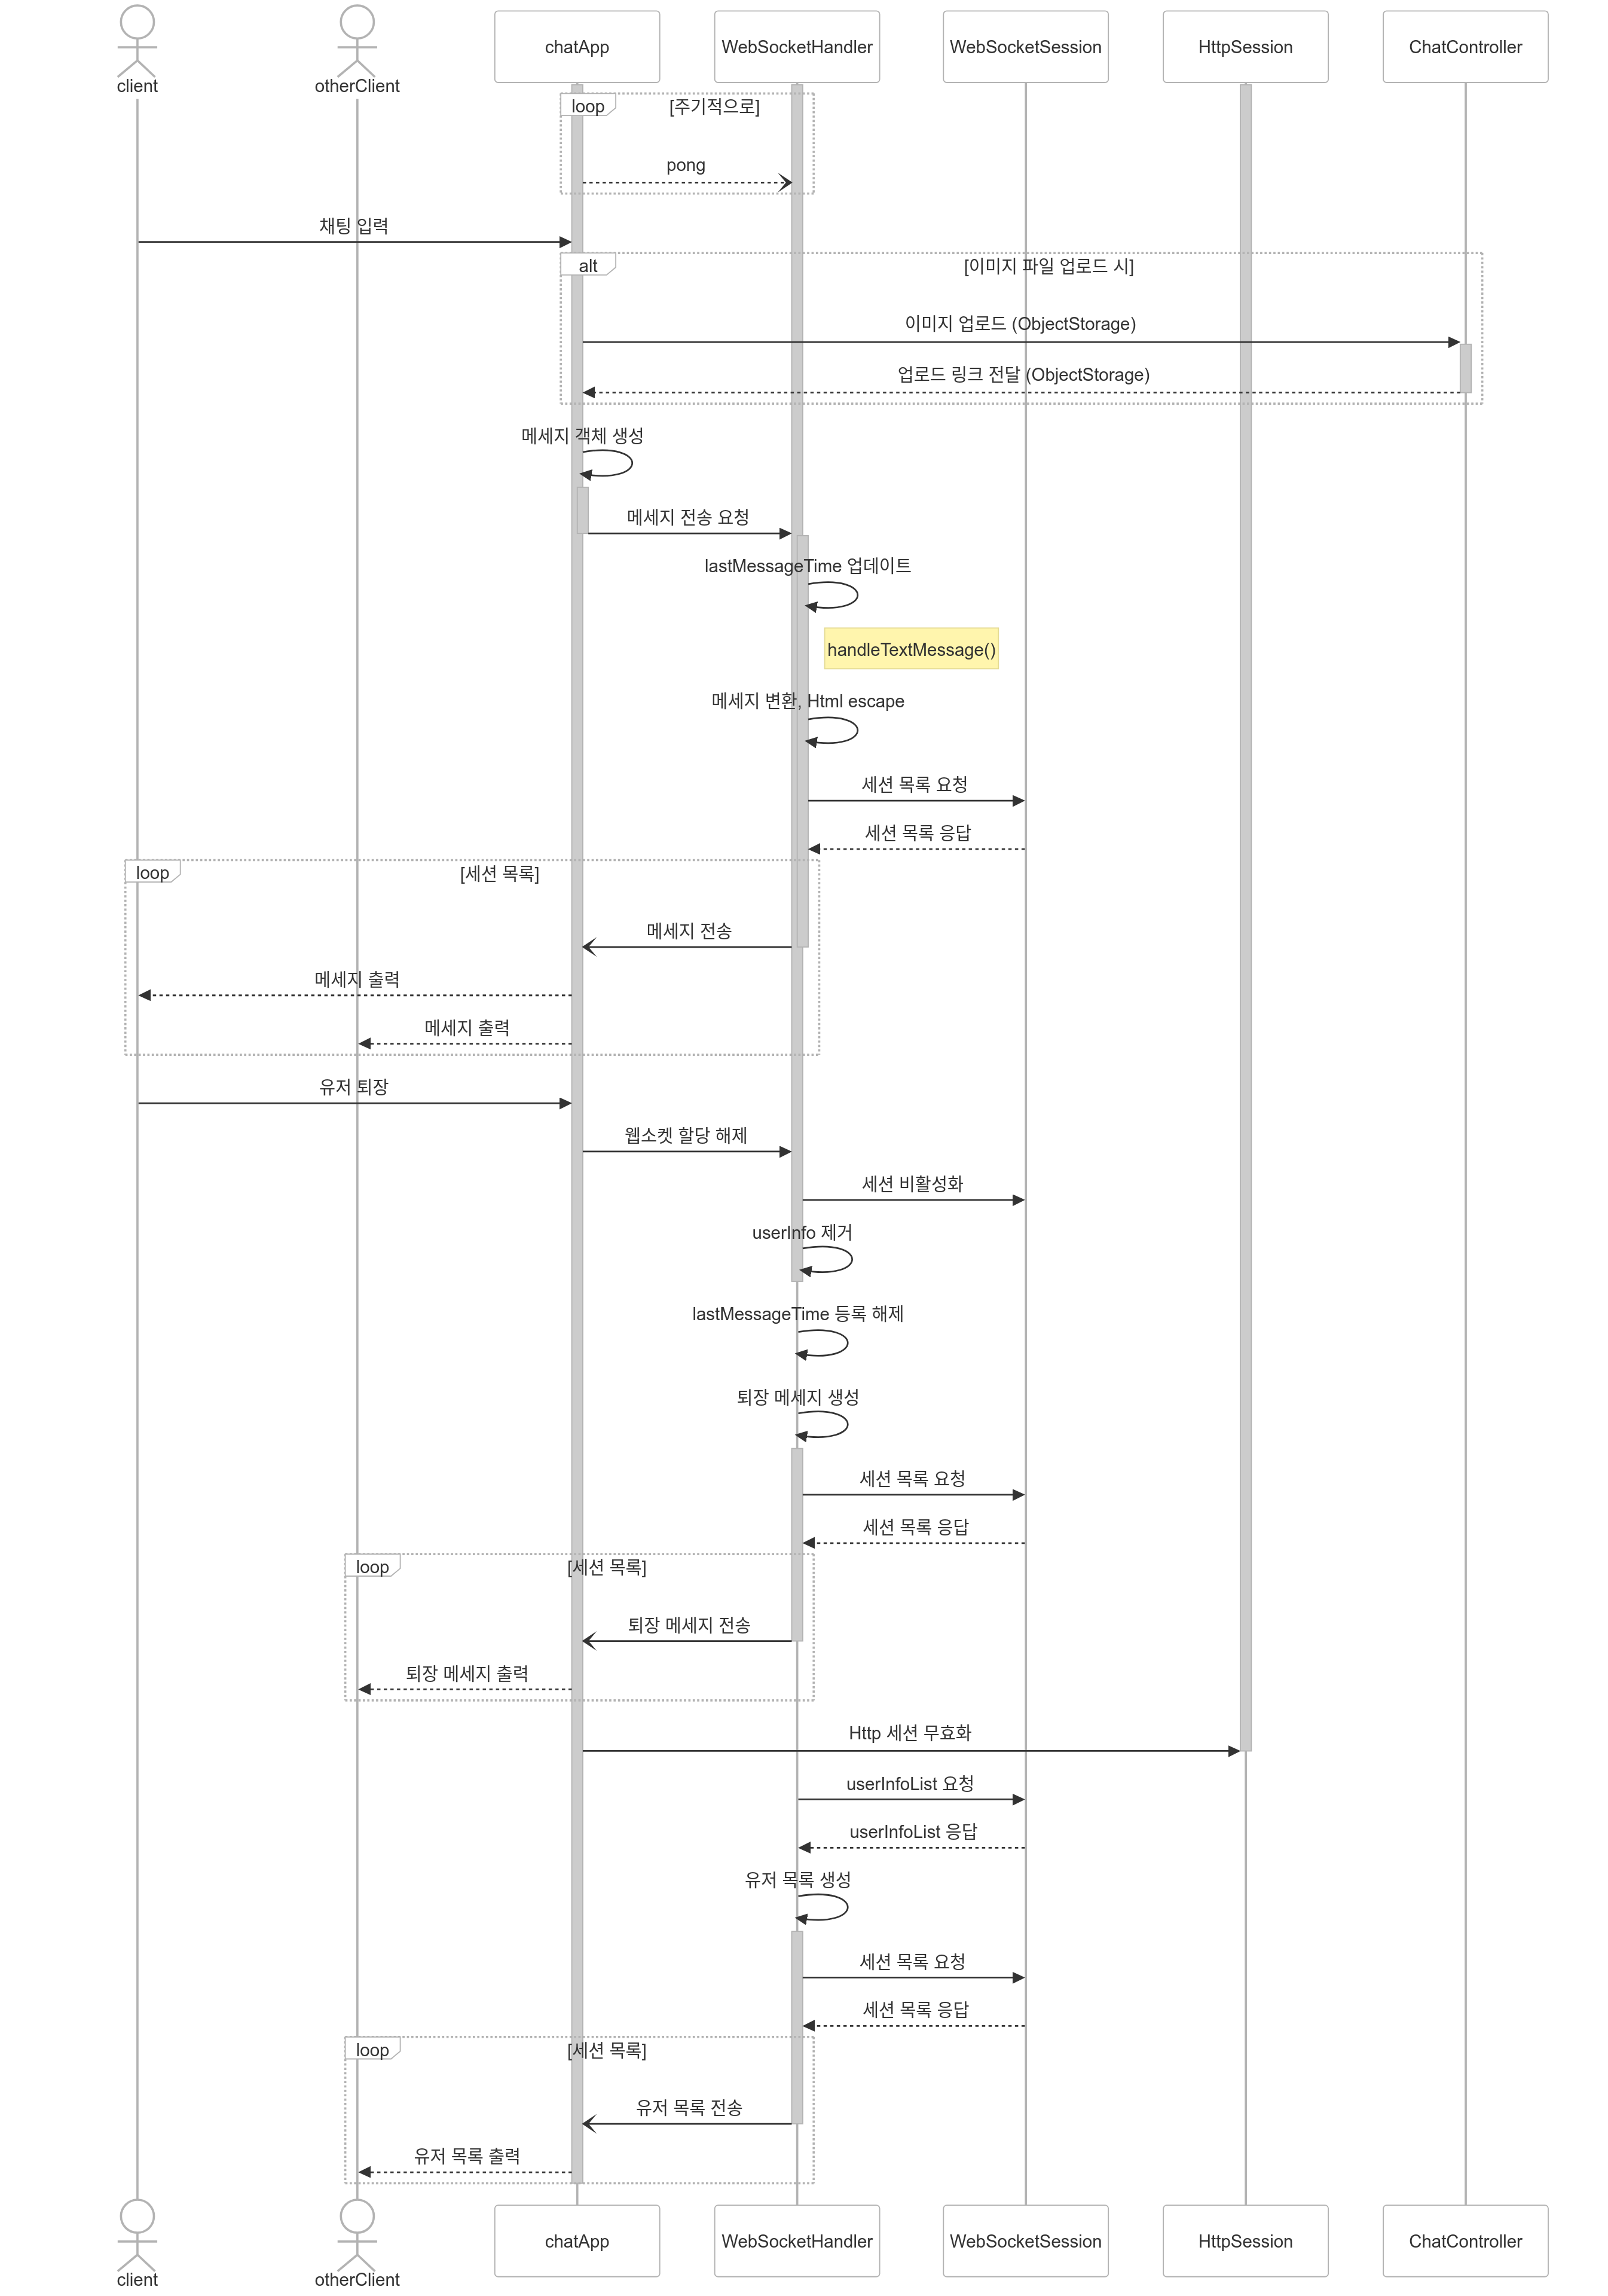 client
otherClient
chatApp
WebSocketHandler
WebSocketSession
HttpSession
ChatController
loop
[주기적으로]
pong
채팅 입력
alt
[이미지 파일 업로드 시]
이미지 업로드 (ObjectStorage)
업로드 링크 전달 (ObjectStorage)
메세지 객체 생성
메세지 전송 요청
lastMessageTime 업데이트
handleTextMessage()
메세지 변환, Html escape
세션 목록 요청
세션 목록 응답
loop
[세션 목록]
메세지 전송
메세지 출력
메세지 출력
유저 퇴장
웹소켓 할당 해제
세션 비활성화
userInfo 제거
lastMessageTime 등록 해제
퇴장 메세지 생성
세션 목록 요청
세션 목록 응답
loop
[세션 목록]
퇴장 메세지 전송
퇴장 메세지 출력
Http 세션 무효화
userInfoList 요청
userInfoList 응답
유저 목록 생성
세션 목록 요청
세션 목록 응답
loop
[세션 목록]
유저 목록 전송
유저 목록 출력
client
otherClient
chatApp
WebSocketHandler
WebSocketSession
HttpSession
ChatController